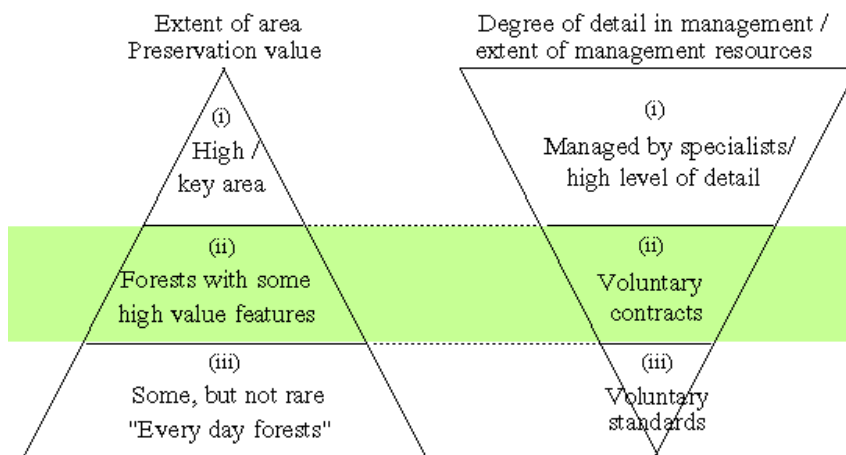 Extent of area
Preservation value
(i)
High /
key area
(ii)
Forests with some
high value features
(iii)
Some, but not rare
"Every day forests"
Degree of detail in management /
extent of management resources
(i)
Managed by specialists/
high level of detail
(ii)
Voluntary
contracts
(iii)
Voluntary
standards